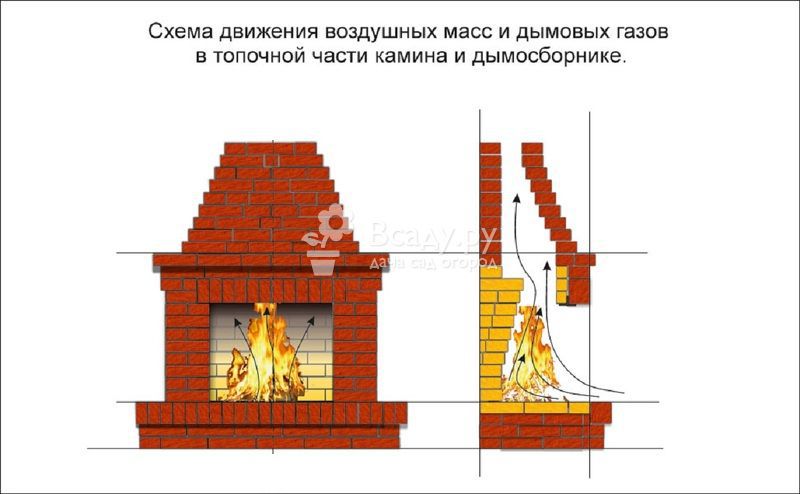 Схема движения воздушных масс и дымовых газов
в топочной части камина и дымосборнике.
Всаду.ру
дача сад огород